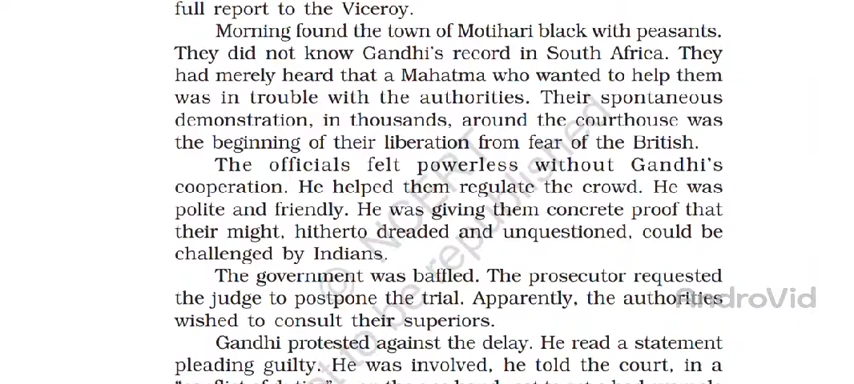 full report to the Viceroy.
Morning found the town of Motihari black with peasants.
They did not know Gandhi's record in South Africa. They
had merely heard that a Mahatma who wanted to help them
was in trouble with the authorities. Their spontaneous
demonstration, in thousands, around the courthouse was
the beginning of their liberation from fear of the British.
The officials felt powerless without Gandhi's
cooperation. He helped them regulate the crowd. He was
polite and friendly. He was giving them concrete proof that
their might, hitherto dreaded and unquestioned, could be
challenged by Indians.
The government was baffled. The prosecutor requested
the judge to postpone the trial. Apparently, the authorities
wished to consult their superiors.
Gandhi protested against the delay. He read a statement
pleading guilty. He was involved, he told the court, in a
© NCERT
not to be republished
AndroVid